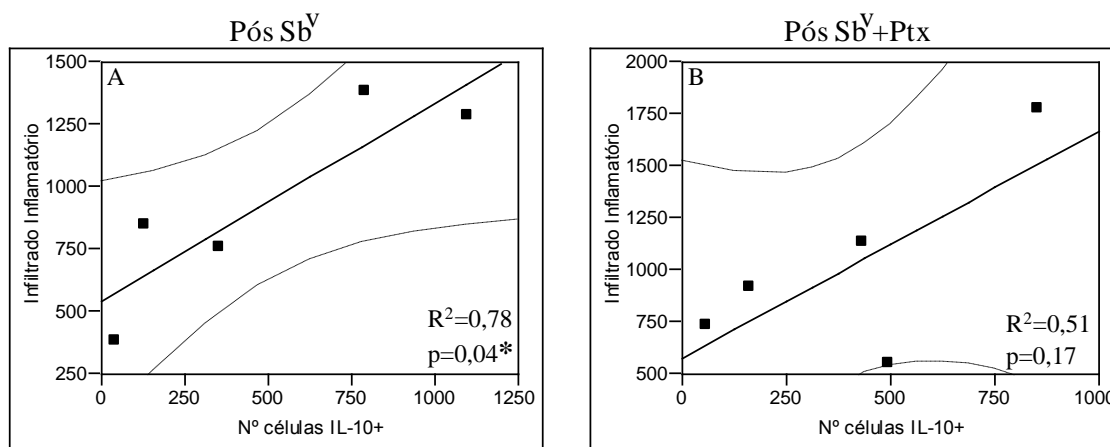 Pós Sbⱽ
A
Infiltrado Inflamatório
1500
1250
1000
750
500
250
0
250
500
750
1000
1250
Nº células IL-10+
R²=0,78
p=0,04*
Pós Sbⱽ+Ptx
B
Infiltrado Inflamatório
2000
1750
1500
1250
1000
750
500
0
250
500
750
1000
Nº células IL-10+
R²=0,51
p=0,17